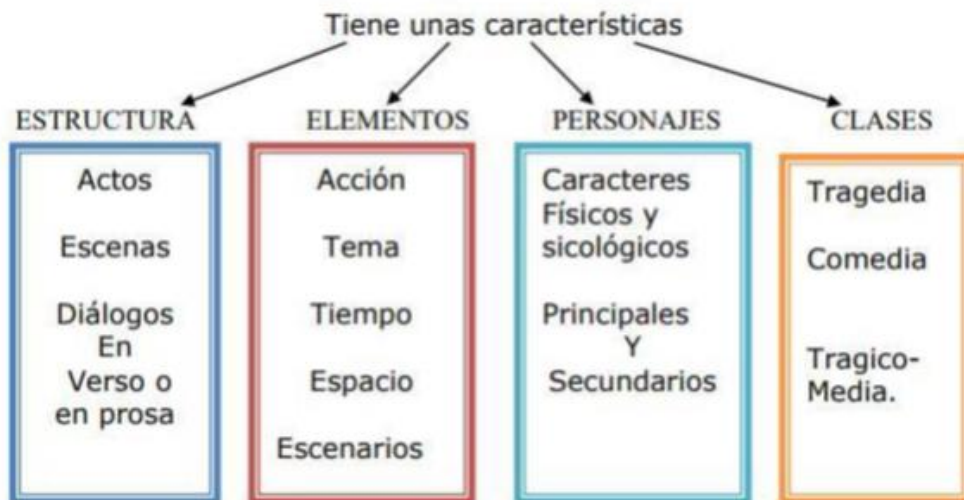 Tiene unas características
ESTRUCTURA
Actos
Escenas
Diálogos
En
Verso o
en prosa
ELEMENTOS
Acción
Tema
Tiempo
Espacio
Escenarios
PERSONAJES
Caracteres
Físicos y
sicológicos
Principales
Y
Secundarios
CLASES
Tragedia
Comedia
Tragico-
Media.